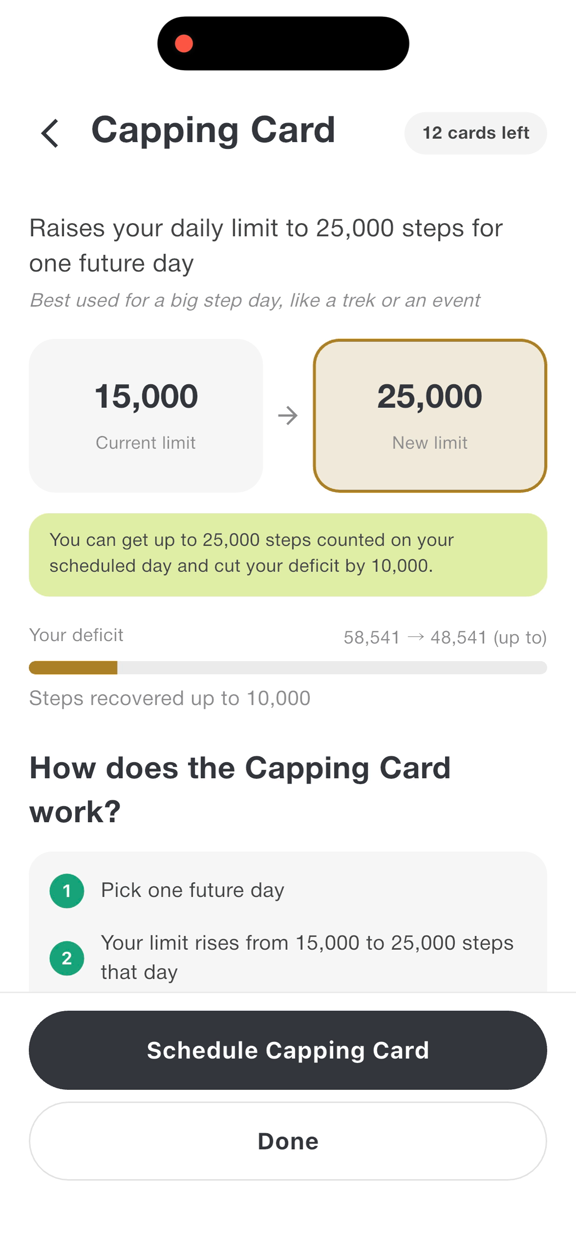 Capping Card
12 cards left
Raises your daily limit to 25,000 steps for
one future day
Best used for a big step day, like a trek or an event
15,000
Current limit
→
25,000
New limit
You can get up to 25,000 steps counted on your
scheduled day and cut your deficit by 10,000.
Your deficit
58,541 → 48,541 (up to)
Steps recovered up to 10,000
How does the Capping Card
work?
1 Pick one future day
2 Your limit rises from 15,000 to 25,000 steps
that day
Schedule Capping Card
Done